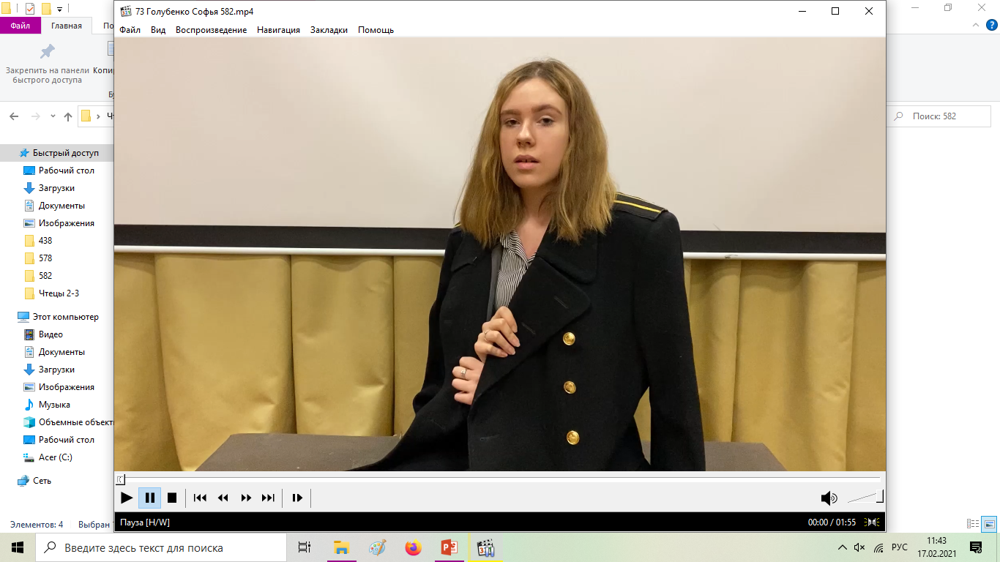 73 Голубенко Софья 582.mp4
Файл Вид Воспроизведение Навигация Закладки Помощь
Файл Главная
Закрепить на панели
быстрого доступа
Поиск: 582
Быстрый доступ
Рабочий стол
Загрузки
Документы
Изображения
438
578
582
Чтецы 2-3
Этот компьютер
Видео
Документы
Загрузки
Изображения
Музыка
Объемные объект
Рабочий стол
Acer (C:)
Сеть
Элементов: 4 Выбран
Пауза [H/W] 00:00 / 01:55
Введите здесь текст для поиска
РУС
11:43
17.02.2021